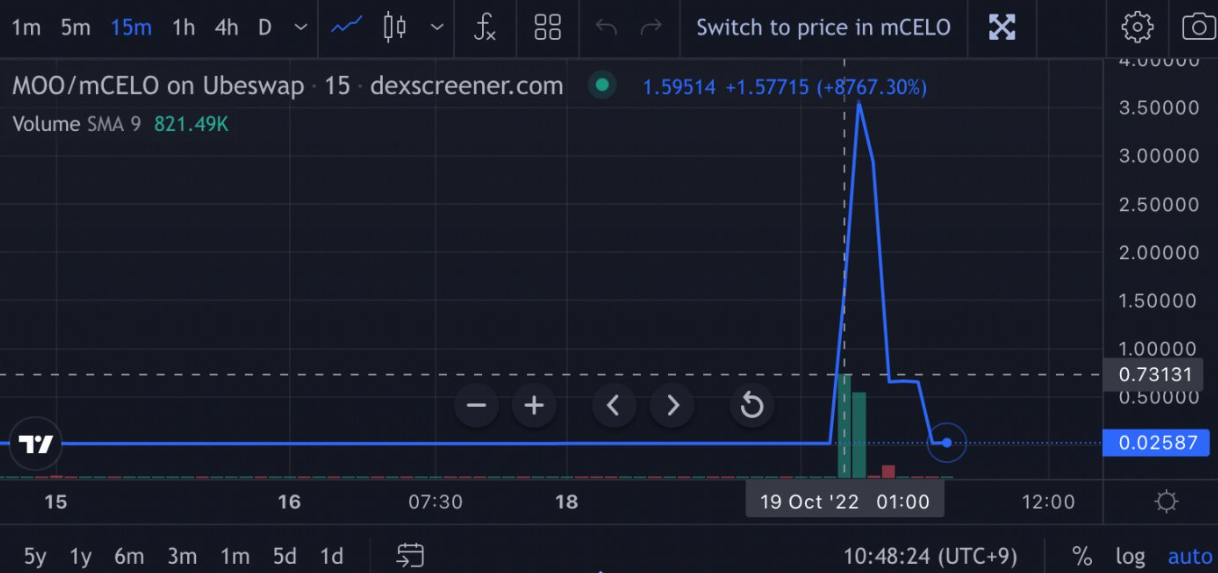 1m 5m 15m 1h 4h D fx Switch to price in mCELO
MOO/mCELO on Ubeswap · 15 · dexscreener.com 1.59514 +1.57715 (+8767.30%)
Volume SMA 9 821.49K
4.00000
3.50000
3.00000
2.50000
2.00000
1.50000
1.00000
0.73131
0.50000
0.02587
15 16 07:30 18 19 Oct '22 01:00 12:00
5y 1y 6m 3m 1m 5d 1d 10:48:24 (UTC+9) % log auto